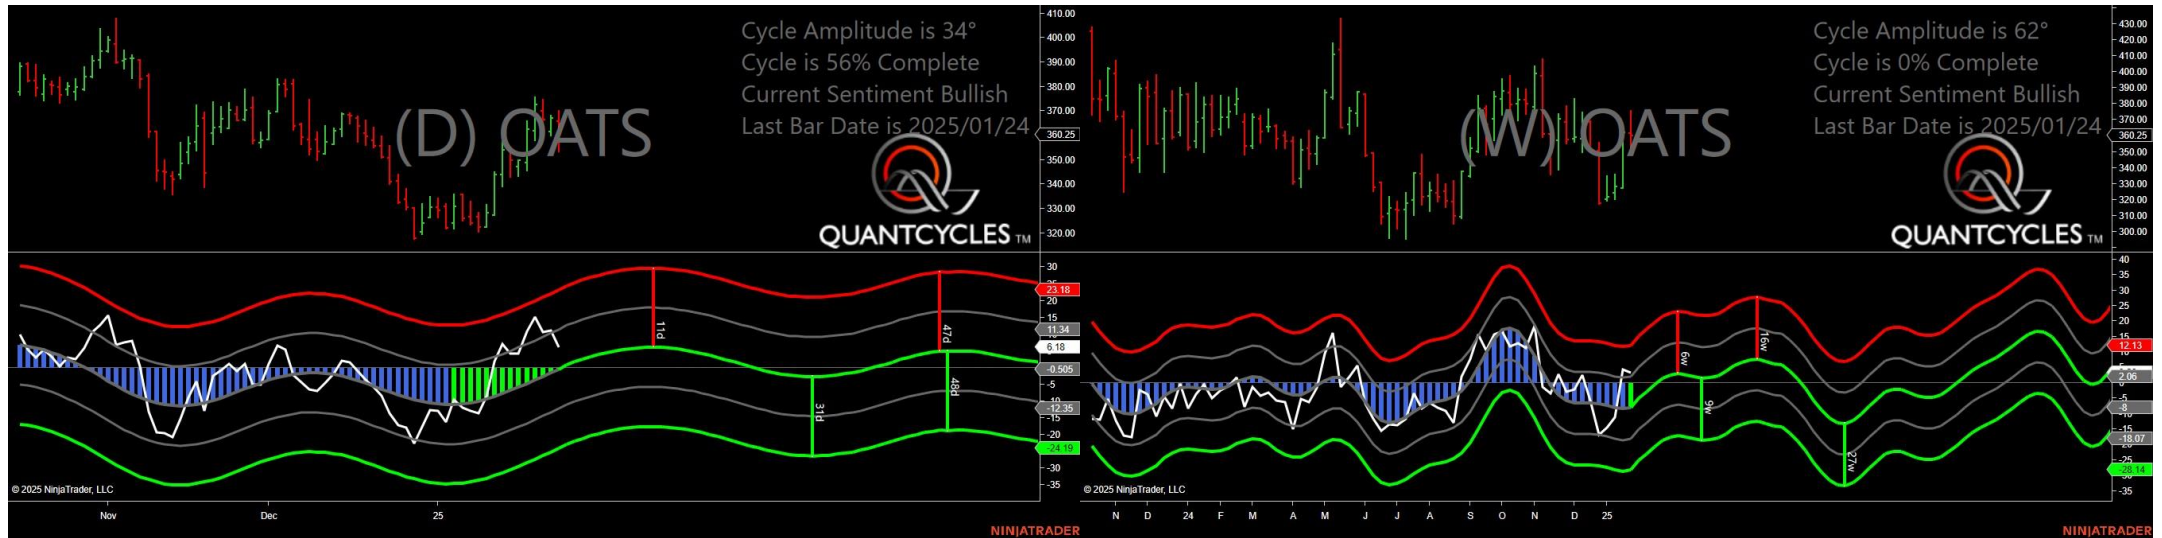 Cycle Amplitude is 34°
Cycle is 56% Complete
Current Sentiment Bullish
Last Bar Date is 2025/01/24
(D) OATS
QUANTCYCLES TM
410.00
400.00
390.00
380.00
370.00
360.25
350.00
340.00
330.00
320.00
30
23.18
20
15
11.34
6.18
-0.505
-5
-12.35
-15
-20
-24.19
-30
-35
11d
31d
47d
48d
© 2025 NinjaTrader, LLC
Nov
Dec
25
NINJATRADER
Cycle Amplitude is 62°
Cycle is 0% Complete
Current Sentiment Bullish
Last Bar Date is 2025/01/24
(W) OATS
QUANTCYCLES TM
430.00
420.00
410.00
400.00
390.00
380.00
370.00
360.25
350.00
340.00
330.00
320.00
310.00
300.00
40
35
30
25
20
15
12.13
2.06
-5
-8
-15
-18.07
-25
-28.14
-35
6w
9w
16w
27w
© 2025 NinjaTrader, LLC
N
D
24
F
M
A
M
J
J
A
S
O
N
D
25
NINJATRADER